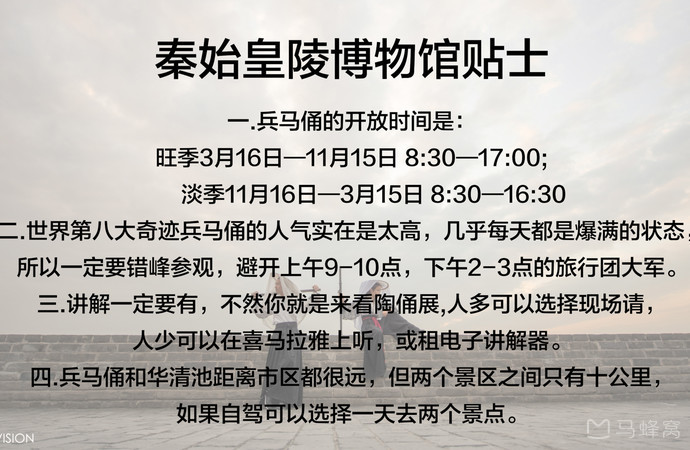 秦始皇陵博物馆贴士
一.兵马俑的开放时间是：
旺季3月16日—11月15日 8:30—17:00;
淡季11月16日—3月15日 8:30—16:30
二.世界第八大奇迹兵马俑的人气实在是太高，几乎每天都是爆满的状态，
所以一定要错峰参观，避开上午9-10点，下午2-3点的旅行团大军。
三.讲解一定要有，不然你就是来看陶俑展,人多可以选择现场请，
人少可以在喜马拉雅上听，或租电子讲解器。
四.兵马俑和华清池距离市区都很远，但两个景区之间只有十公里，
如果自驾可以选择一天去两个景点。
VISION
马蜂窝